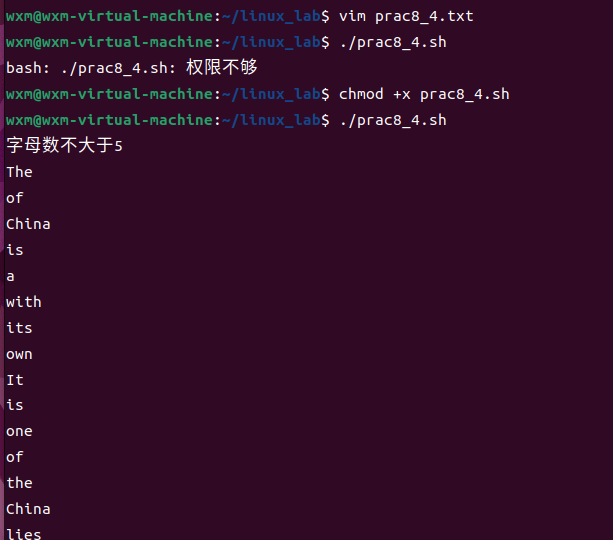 wxm@wxm-virtual-machine:~/linux_lab$ vim prac8_4.txt
wxm@wxm-virtual-machine:~/linux_lab$ ./prac8_4.sh
bash: ./prac8_4.sh: 权限不够
wxm@wxm-virtual-machine:~/linux_lab$ chmod +x prac8_4.sh
wxm@wxm-virtual-machine:~/linux_lab$ ./prac8_4.sh
字母数不大于5
The
of
China
is
a
with
its
own
It
is
one
of
the
China
lies